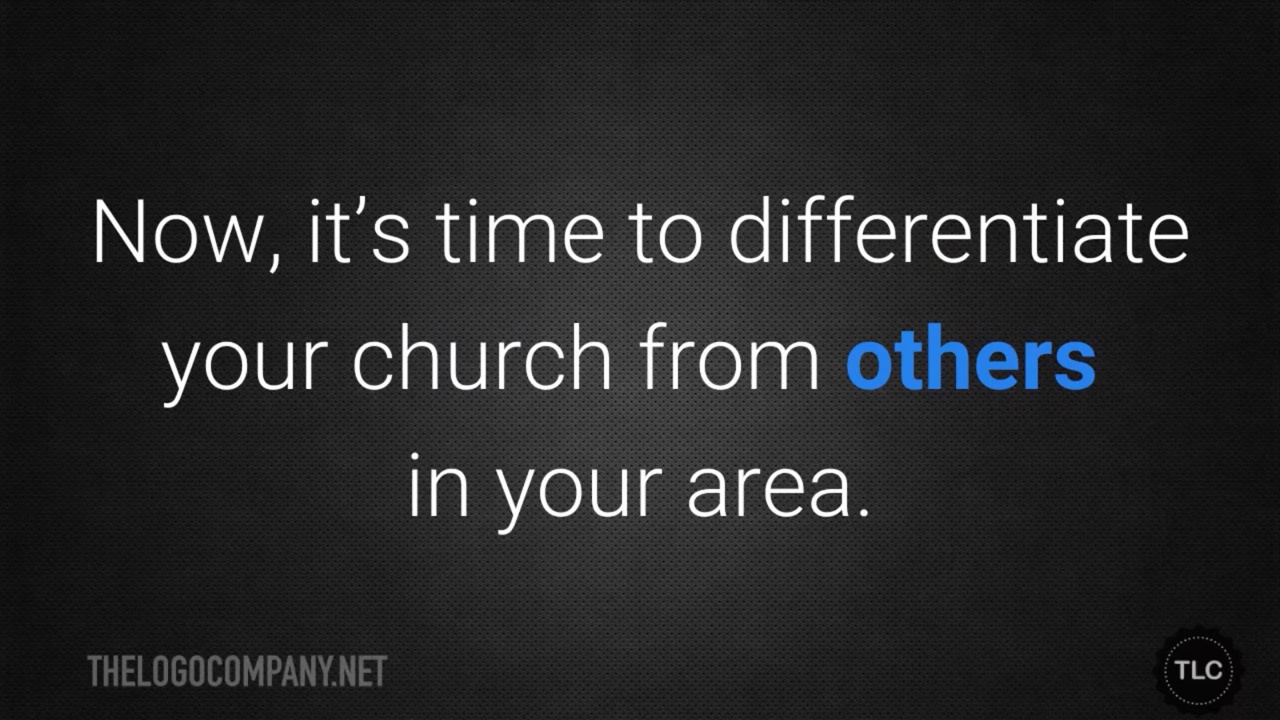 Now, it’s time to differentiate
your church from others
in your area.
THELOGOCOMPANY.NET
TLC